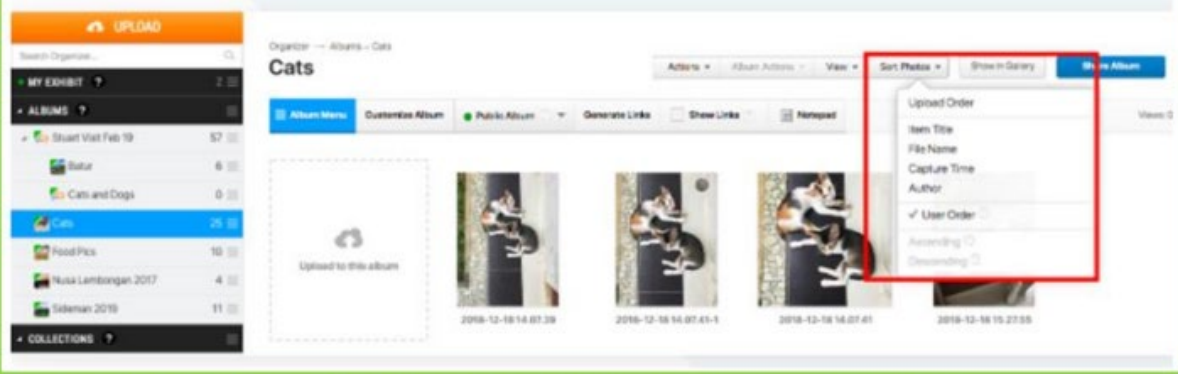 UPLOAD
Search Organizer...
MY EXHIBIT ? 2
ALBUMS ?
Stuart Visit Feb 19 57
Batur 6
Cats and Dogs 0
Cats 25
Food Pics 10
Nusa Lembongan 2017 4
Sideman 2019 11
COLLECTIONS ?
Organizer → Albums - Cats
Cats
Actions Album Actions View Sort Photos Show in Gallery Share Album
Album Menu Customize Album Public Album Generate Links Show Links Notepad Views:
Upload Order
Item Title
File Name
Capture Time
Author
✓ User Order
Ascending
Descending
Upload to this album
2018-12-18 14.07.39
2018-12-18 14.07.41-1
2018-12-18 14.07.41
2018-12-18 15.27.55